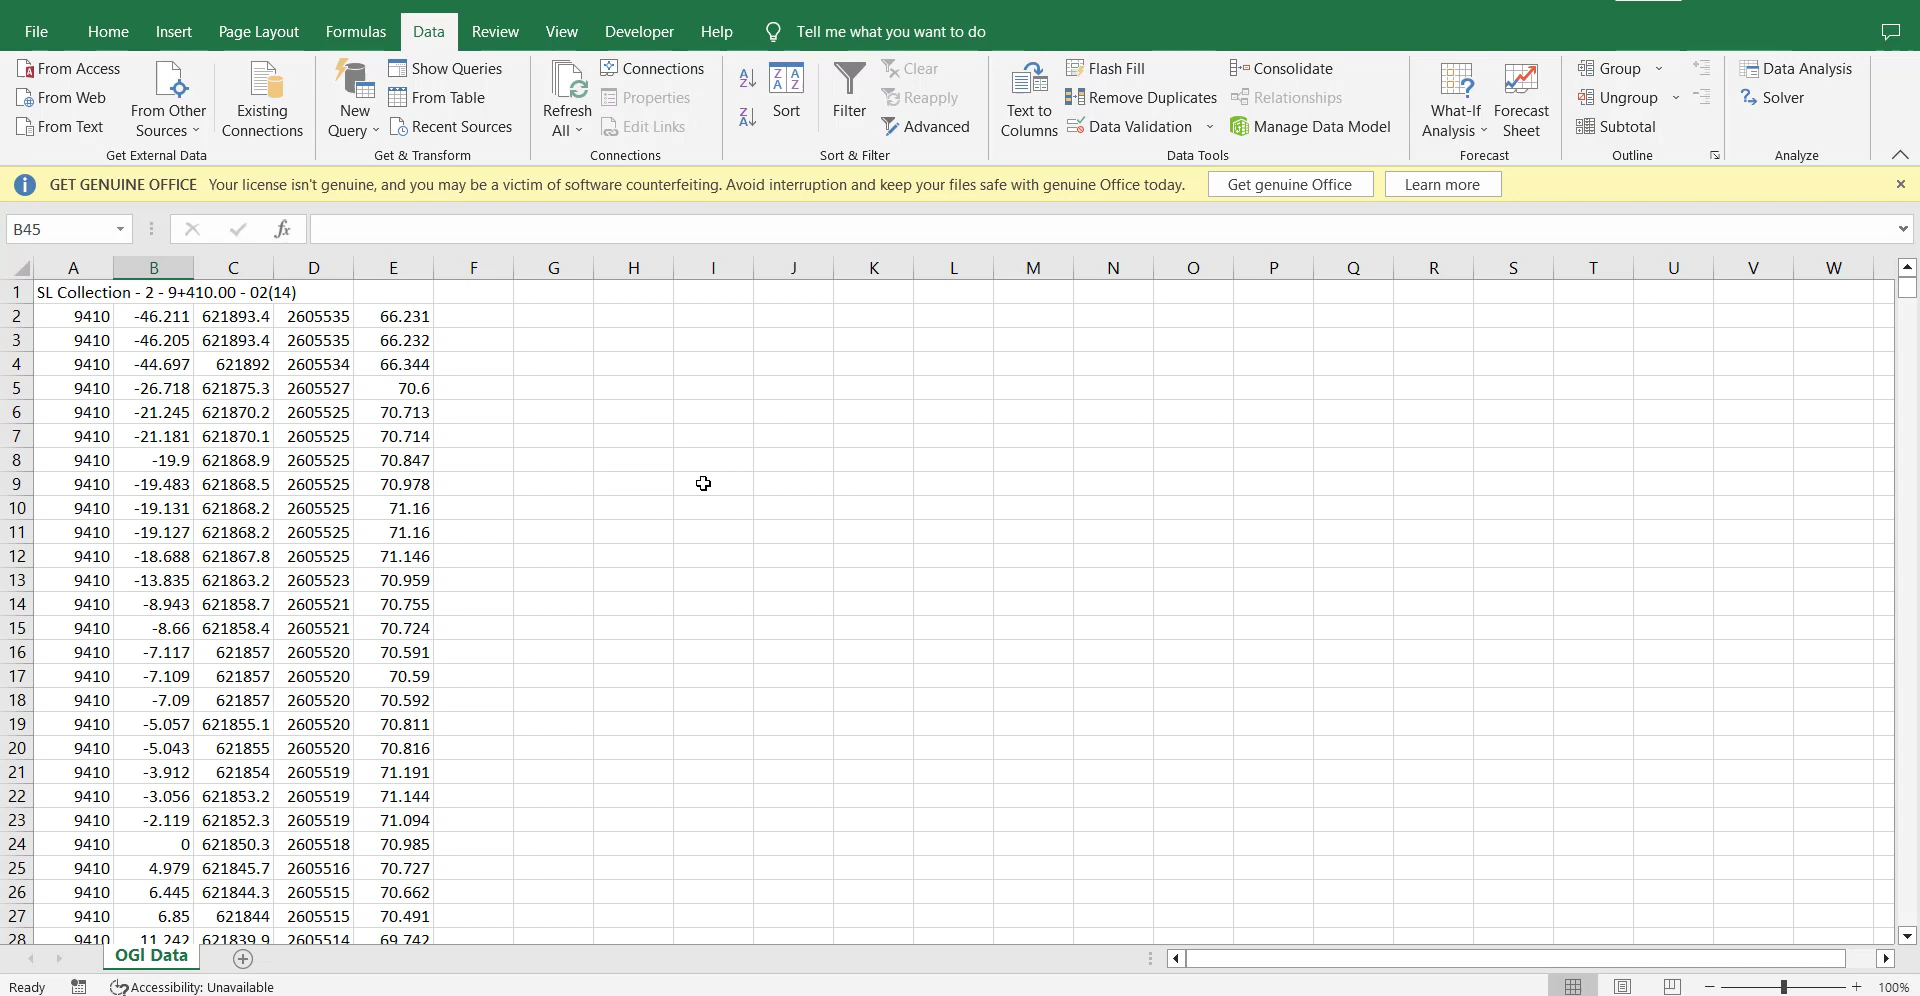 File Home Insert Page Layout Formulas Data Review View Developer Help Tell me what you want to do
From Access
From Web
From Text
From Other Sources
Existing Connections
Get External Data
New Query
Show Queries
From Table
Recent Sources
Get & Transform
Refresh All
Connections
Properties
Edit Links
Connections
Sort
Filter
Clear
Reapply
Advanced
Sort & Filter
Text to Columns
Flash Fill
Remove Duplicates
Data Validation
Consolidate
Relationships
Manage Data Model
Data Tools
What-If Analysis
Forecast Sheet
Forecast
Group
Ungroup
Subtotal
Outline
Data Analysis
Solver
Analyze
GET GENUINE OFFICE Your license isn't genuine, and you may be a victim of software counterfeiting. Avoid interruption and keep your files safe with genuine Office today. Get genuine Office Learn more
B45 fx
A B C D E F G H I J K L M N O P Q R S T U V W
1 SL Collection - 2 - 9+410.00 - 02(14)
2 9410 -46.211 621893.4 2605535 66.231
3 9410 -46.205 621893.4 2605535 66.232
4 9410 -44.697 621892 2605534 66.344
5 9410 -26.718 621875.3 2605527 70.6
6 9410 -21.245 621870.2 2605525 70.713
7 9410 -21.181 621870.1 2605525 70.714
8 9410 -19.9 621868.9 2605525 70.847
9 9410 -19.483 621868.5 2605525 70.978
10 9410 -19.131 621868.2 2605525 71.16
11 9410 -19.127 621868.2 2605525 71.16
12 9410 -18.688 621867.8 2605525 71.146
13 9410 -13.835 621863.2 2605523 70.959
14 9410 -8.943 621858.7 2605521 70.755
15 9410 -8.66 621858.4 2605521 70.724
16 9410 -7.117 621857 2605520 70.591
17 9410 -7.109 621857 2605520 70.59
18 9410 -7.09 621857 2605520 70.592
19 9410 -5.057 621855.1 2605520 70.811
20 9410 -5.043 621855 2605520 70.816
21 9410 -3.912 621854 2605519 71.191
22 9410 -3.056 621853.2 2605519 71.144
23 9410 -2.119 621852.3 2605519 71.094
24 9410 0 621850.3 2605518 70.985
25 9410 4.979 621845.7 2605516 70.727
26 9410 6.445 621844.3 2605515 70.662
27 9410 6.85 621844 2605515 70.491
28 9410 11.242 621839.9 2605514 69.742
OGl Data
Ready Accessibility: Unavailable 100%